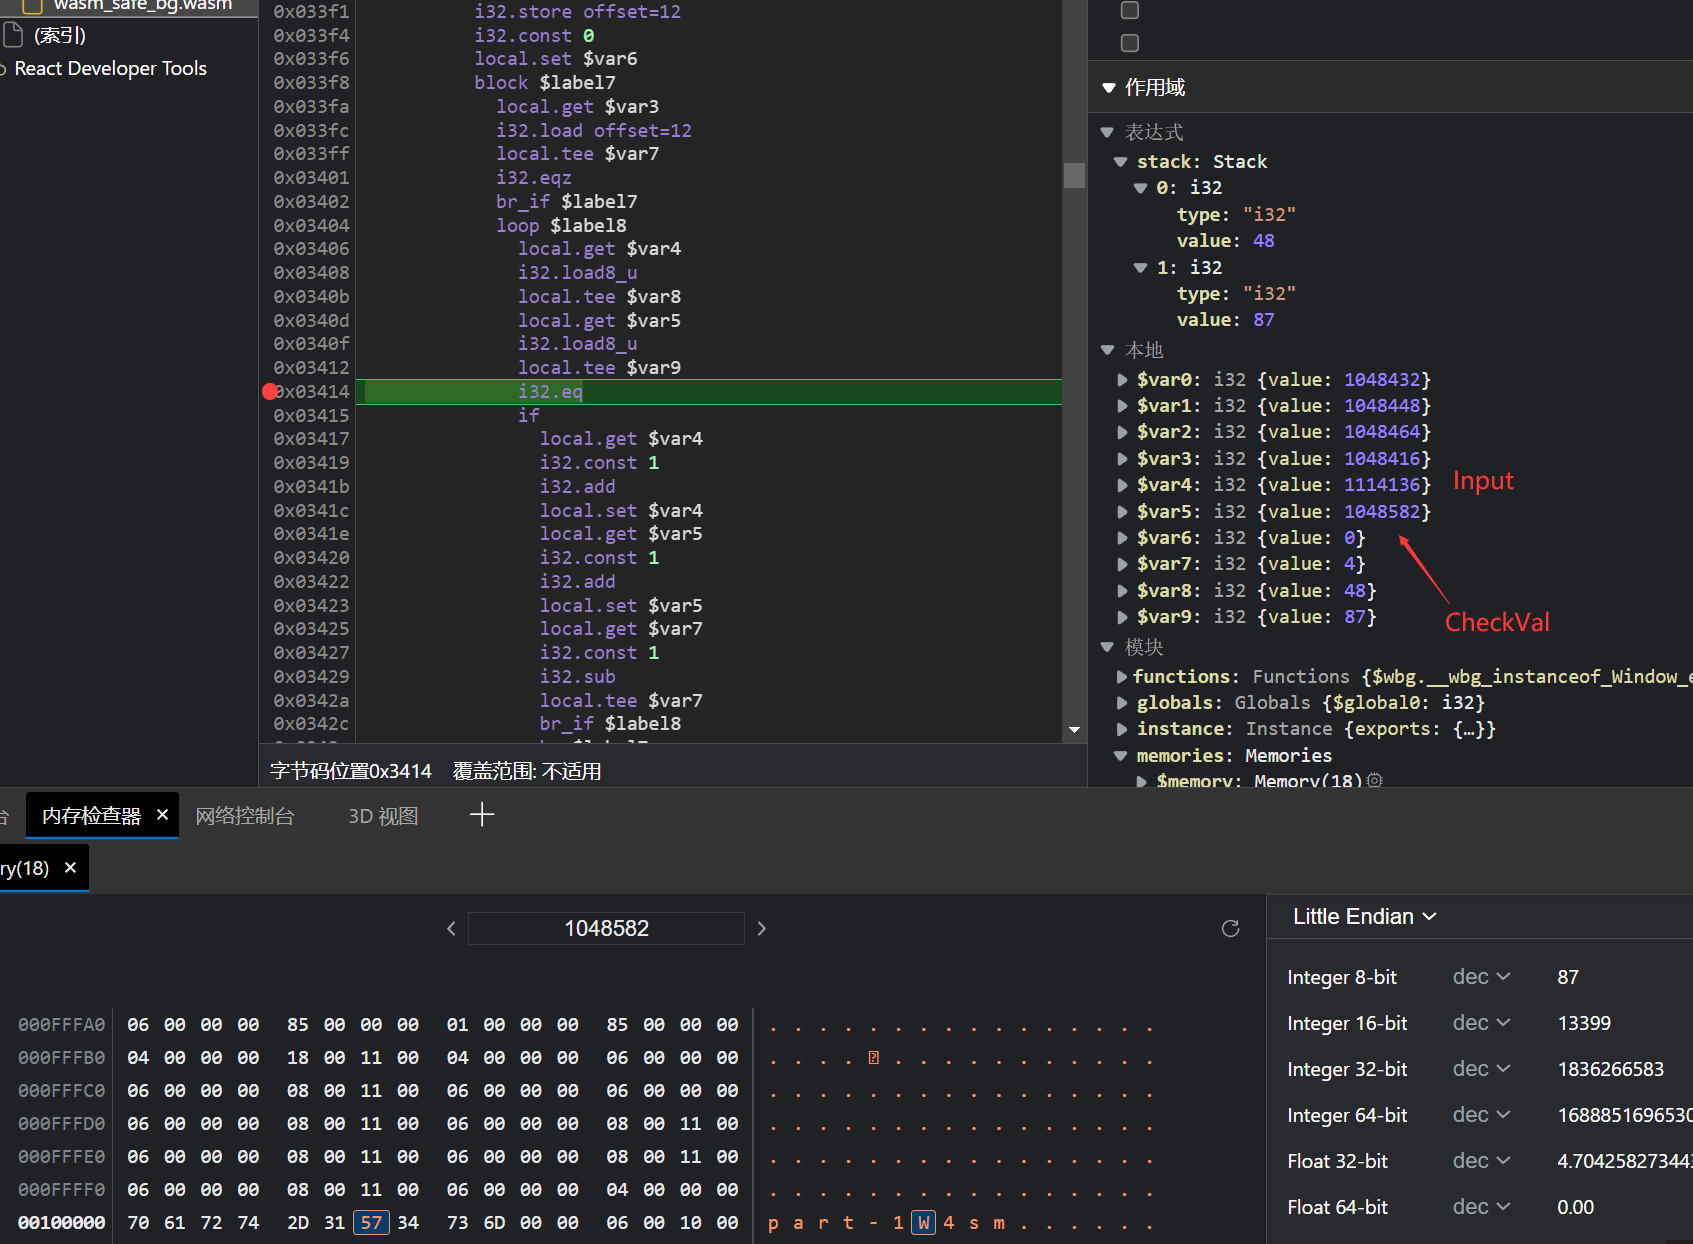 wasm_safe_bg.wasm
(索引)
React Developer Tools
0x033f1 i32.store offset=12
0x033f4 i32.const 0
0x033f6 local.set $var6
0x033f8 block $label7
0x033fa local.get $var3
0x033fc i32.load offset=12
0x033ff local.tee $var7
0x03401 i32.eqz
0x03402 br_if $label7
0x03404 loop $label8
0x03406 local.get $var4
0x03408 i32.load8_u
0x0340b local.tee $var8
0x0340d local.get $var5
0x0340f i32.load8_u
0x03412 local.tee $var9
0x03414 i32.eq
0x03415 if
0x03417 local.get $var4
0x03419 i32.const 1
0x0341b i32.add
0x0341c local.set $var4
0x0341e local.get $var5
0x03420 i32.const 1
0x03422 i32.add
0x03423 local.set $var5
0x03425 local.get $var7
0x03427 i32.const 1
0x03429 i32.sub
0x0342a local.tee $var7
0x0342c br_if $label8
字节码位置0x3414 覆盖范围: 不适用
作用域
表达式
stack: Stack
0: i32
type: "i32"
value: 48
1: i32
type: "i32"
value: 87
本地
$var0: i32 {value: 1048432}
$var1: i32 {value: 1048448}
$var2: i32 {value: 1048464}
$var3: i32 {value: 1048416}
$var4: i32 {value: 1114136} Input
$var5: i32 {value: 1048582}
$var6: i32 {value: 0}
$var7: i32 {value: 4}
$var8: i32 {value: 48}
$var9: i32 {value: 87}
CheckVal
模块
functions: Functions {$wbg.__wbg_instanceof_Window_e
globals: Globals {$global0: i32}
instance: Instance {exports: {…}}
memories: Memories
$memory: Memory(18)
台 内存检查器 × 网络控制台 3D 视图 +
ry(18) ×
1048582
Little Endian
Integer 8-bit dec 87
Integer 16-bit dec 13399
Integer 32-bit dec 1836266583
Integer 64-bit dec 1688851696530
Float 32-bit dec 4.704258273443
Float 64-bit dec 0.00
000FFFA0 06 00 00 00 85 00 00 00 01 00 00 00 85 00 00 00 . . . . . . . . . . . . . . . .
000FFFB0 04 00 00 00 18 00 11 00 04 00 00 00 06 00 00 00 . . . . . . . . . . . . . . .
000FFFC0 06 00 00 00 08 00 11 00 06 00 00 00 06 00 00 00 . . . . . . . . . . . . . . . .
000FFFD0 06 00 00 00 08 00 11 00 06 00 00 00 08 00 11 00 . . . . . . . . . . . . . . . .
000FFFE0 06 00 00 00 08 00 11 00 06 00 00 00 08 00 11 00 . . . . . . . . . . . . . . . .
000FFFF0 06 00 00 00 08 00 11 00 06 00 00 00 04 00 00 00 . . . . . . . . . . . . . . . .
00100000 70 61 72 74 2D 31 57 34 73 6D 00 00 06 00 10 00 p a r t - 1 W 4 s m . . . . . .